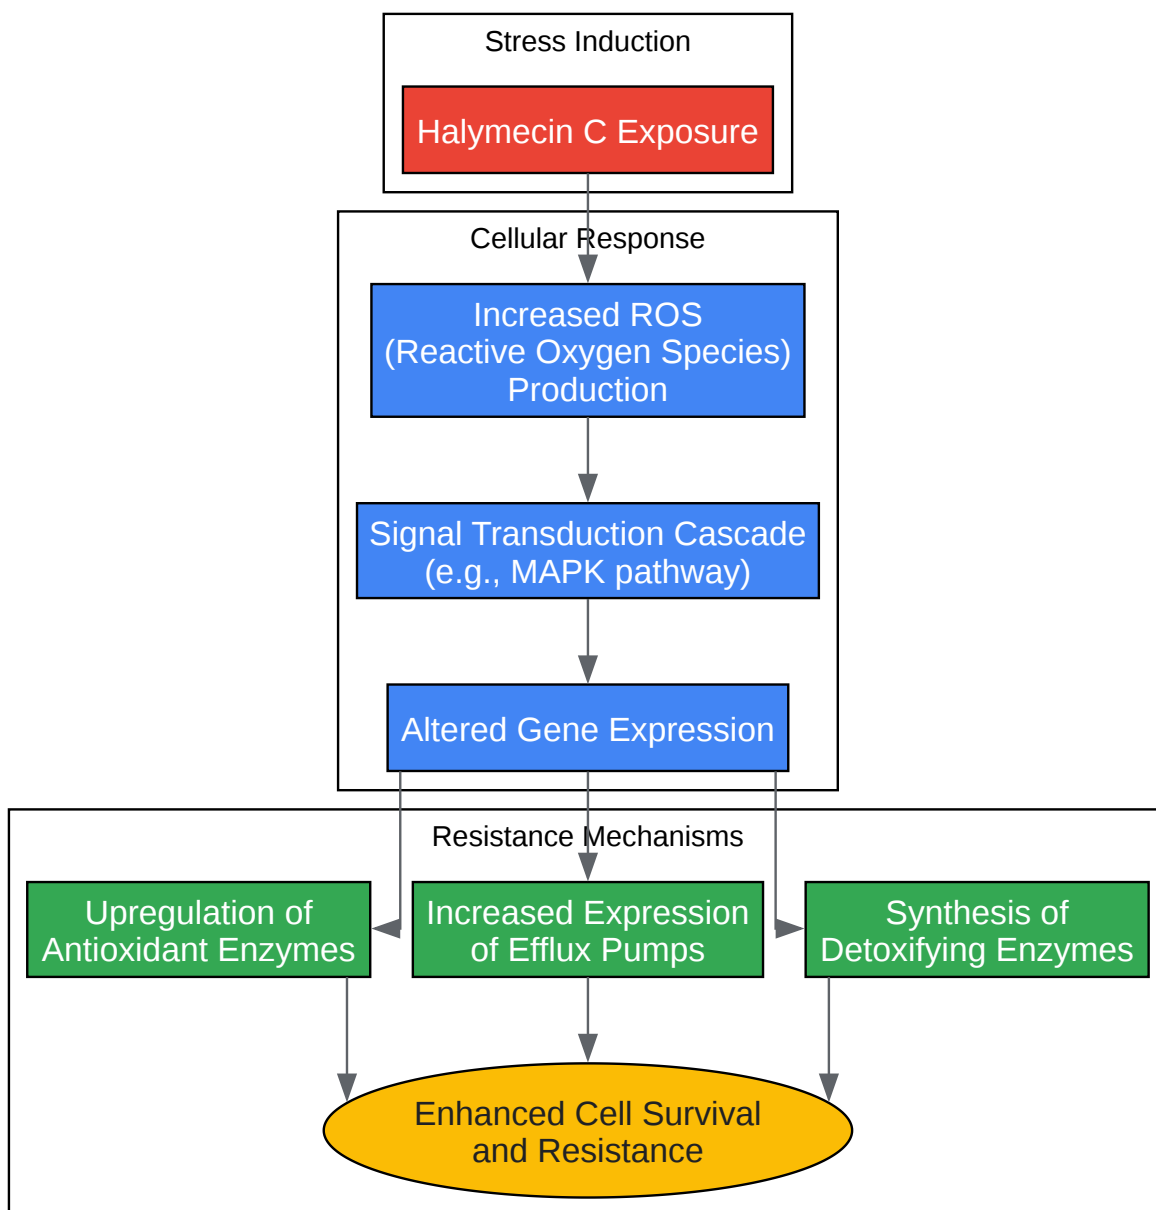 Stress Induction
Halymecin C Exposure
Cellular Response
Increased ROS
(Reactive Oxygen Species)
Production
Signal Transduction Cascade
(e.g., MAPK pathway)
Altered Gene Expression
Resistance Mechanisms
Upregulation of
Antioxidant Enzymes
Increased Expression
of Efflux Pumps
Synthesis of
Detoxifying Enzymes
Enhanced Cell Survival
and Resistance